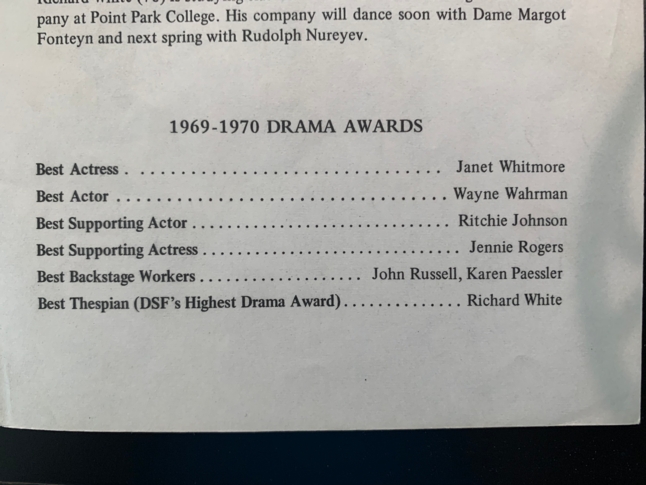 pany at Point Park College. His company will dance soon with Dame Margot
Fonteyn and next spring with Rudolph Nureyev.
1969-1970 DRAMA AWARDS
Best Actress . . . . . . . . . . . . . . . . . . . . . . . . . . . . . . . Janet Whitmore
Best Actor . . . . . . . . . . . . . . . . . . . . . . . . . . . . . . . . . Wayne Wahrman
Best Supporting Actor . . . . . . . . . . . . . . . . . . . . . . . . . . Ritchie Johnson
Best Supporting Actress . . . . . . . . . . . . . . . . . . . . . . . . . . Jennie Rogers
Best Backstage Workers . . . . . . . . . . . . . . . . . . John Russell, Karen Paessler
Best Thespian (DSF's Highest Drama Award) . . . . . . . . . . . . . . Richard White